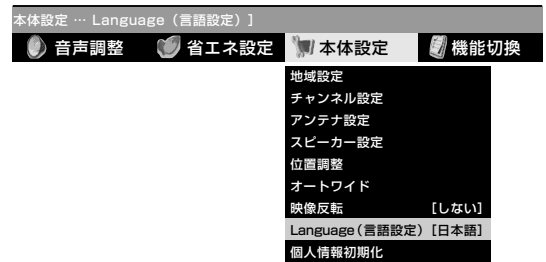 本体設定 … Language（言語設定）]
音声調整 省エネ設定 本体設定 機能切換
地域設定
チャンネル設定
アンテナ設定
スピーカー設定
位置調整
オートワイド
映像反転 [しない]
Language（言語設定） [日本語]
個人情報初期化